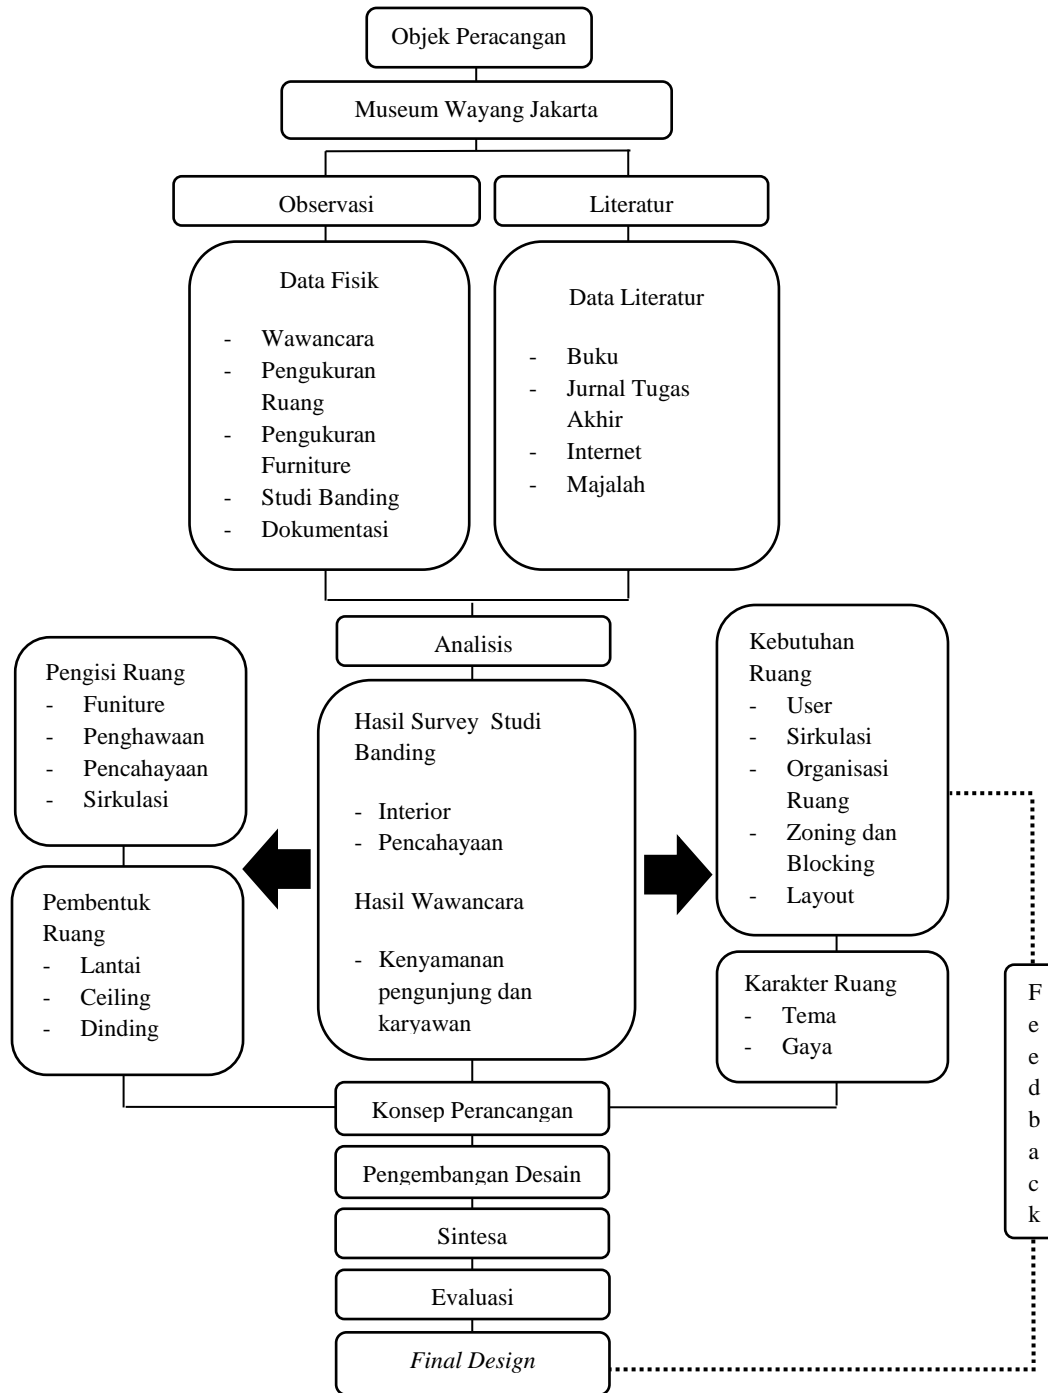 Objek Peracangan
Museum Wayang Jakarta
Observasi
Literatur
Data Fisik
- Wawancara
- Pengukuran
Ruang
- Pengukuran
Furniture
- Studi Banding
- Dokumentasi
Data Literatur
- Buku
- Jurnal Tugas
Akhir
- Internet
- Majalah
Analisis
Pengisi Ruang
- Funiture
- Penghawaan
- Pencahayaan
- Sirkulasi
Pembentuk
Ruang
- Lantai
- Ceiling
- Dinding
Hasil Survey Studi
Banding
- Interior
- Pencahayaan
Hasil Wawancara
- Kenyamanan
pengunjung dan
karyawan
Kebutuhan
Ruang
- User
- Sirkulasi
- Organisasi
Ruang
- Zoning dan
Blocking
- Layout
Karakter Ruang
- Tema
- Gaya
Feedback
Konsep Perancangan
Pengembangan Desain
Sintesa
Evaluasi
Final Design